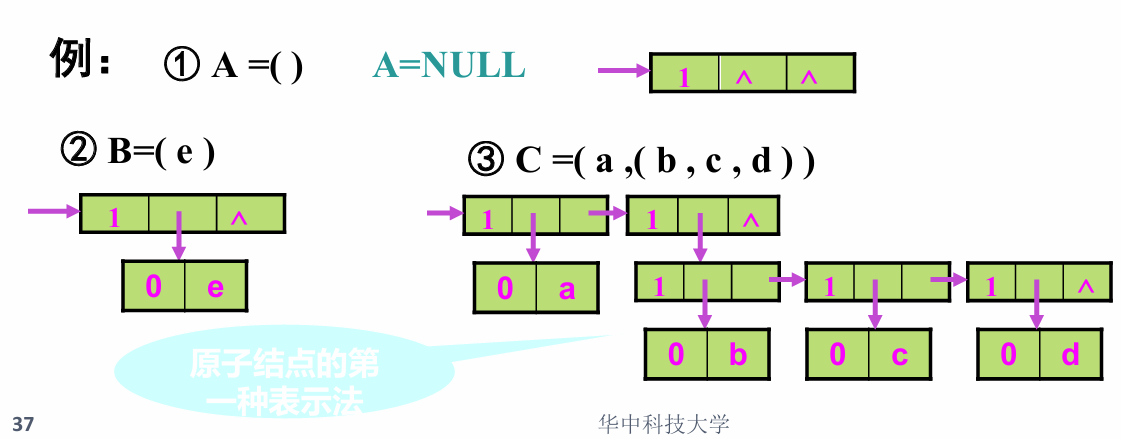 例： ① A =( ) A=NULL 1 ^ ^
② B=( e ) ③ C =( a ,( b , c , d ) )
1 ^ 1 1 ^
0 e 0 a 1 1 1 ^
0 b 0 c 0 d
原子结点的第
一种表示法
37 华中科技大学